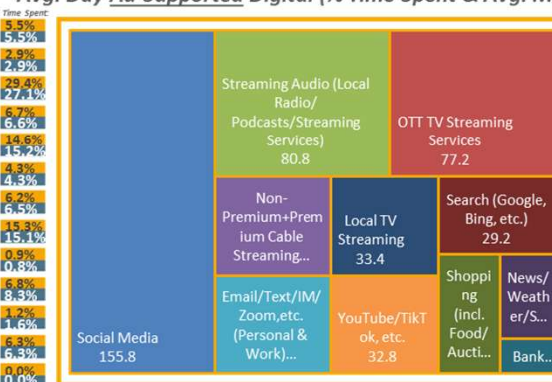 Avg. Day Ad-Supported Digital (% Time Spent & Avg.
Time Spent:
5.5%
5.5%
2.9%
2.9%
29.4%
27.1%
6.7%
6.6%
14.6%
15.2%
4.3%
4.3%
6.2%
6.5%
15.3%
15.1%
0.9%
0.8%
6.8%
8.3%
1.2%
1.6%
6.3%
6.3%
0.0%
0.0%
Social Media
155.8
Streaming Audio (Local
Radio/
Podcasts/Streaming
Services)
80.8
OTT TV Streaming
Services
77.2
Non-
Premium+Prem
ium Cable
Streaming...
Local TV
Streaming
33.4
Search (Google,
Bing, etc.)
29.2
Email/Text/IM/
Zoom,etc.
(Personal &
Work)...
YouTube/TikT
ok, etc.
32.8
Shoppi
ng
(incl.
Food/
Aucti...
News/
Weath
er/S...
Bank...